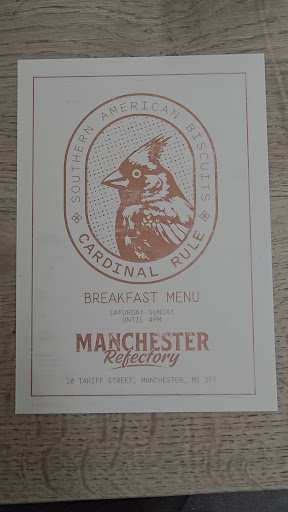 SOUTHERN AMERICAN BISCUITS
CARDINAL RULE
BREAKFAST MENU
SATURDAY-SUNDAY
UNTIL 4PM
MANCHESTER
Refectory
10 TARIFF STREET, MANCHESTER, M1 2FF